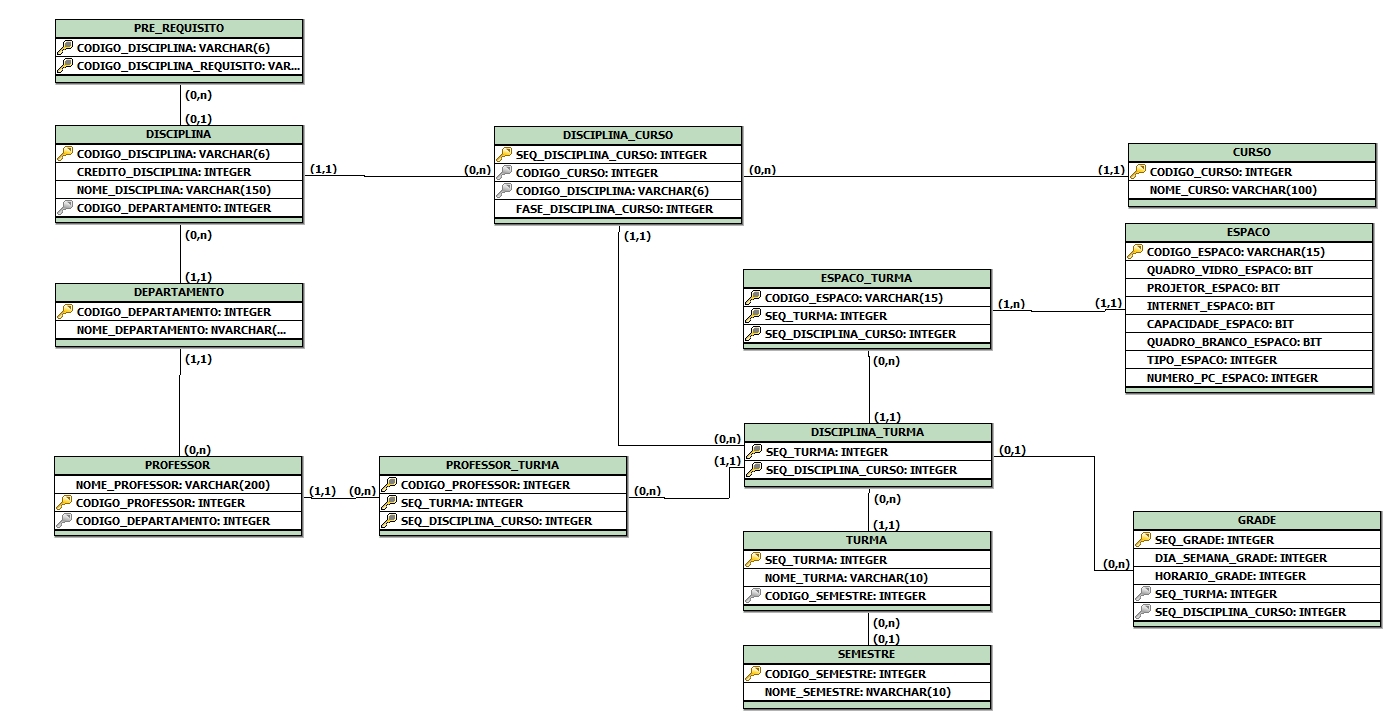 PRE_REQUISITO
CODIGO_DISCIPLINA: VARCHAR(6)
CODIGO_DISCIPLINA_REQUISITO: VAR...
(0,n)
(0,1)
DISCIPLINA
CODIGO_DISCIPLINA: VARCHAR(6)
CREDITO_DISCIPLINA: INTEGER
NOME_DISCIPLINA: VARCHAR(150)
CODIGO_DEPARTAMENTO: INTEGER
(1,1)
(0,n)
DISCIPLINA_CURSO
SEQ_DISCIPLINA_CURSO: INTEGER
CODIGO_CURSO: INTEGER
CODIGO_DISCIPLINA: VARCHAR(6)
FASE_DISCIPLINA_CURSO: INTEGER
(0,n)
(1,1)
CURSO
CODIGO_CURSO: INTEGER
NOME_CURSO: VARCHAR(100)
(0,n)
(1,1)
DEPARTAMENTO
CODIGO_DEPARTAMENTO: INTEGER
NOME_DEPARTAMENTO: NVARCHAR(...
(1,1)
(0,n)
(1,1)
ESPACO_TURMA
CODIGO_ESPACO: VARCHAR(15)
SEQ_TURMA: INTEGER
SEQ_DISCIPLINA_CURSO: INTEGER
(1,n)
(1,1)
ESPACO
CODIGO_ESPACO: VARCHAR(15)
QUADRO_VIDRO_ESPACO: BIT
PROJETOR_ESPACO: BIT
INTERNET_ESPACO: BIT
CAPACIDADE_ESPACO: BIT
QUADRO_BRANCO_ESPACO: BIT
TIPO_ESPACO: INTEGER
NUMERO_PC_ESPACO: INTEGER
(0,n)
(1,1)
PROFESSOR
NOME_PROFESSOR: VARCHAR(200)
CODIGO_PROFESSOR: INTEGER
CODIGO_DEPARTAMENTO: INTEGER
(1,1)
(0,n)
PROFESSOR_TURMA
CODIGO_PROFESSOR: INTEGER
SEQ_TURMA: INTEGER
SEQ_DISCIPLINA_CURSO: INTEGER
(0,n)
(0,n)
(1,1)
DISCIPLINA_TURMA
SEQ_TURMA: INTEGER
SEQ_DISCIPLINA_CURSO: INTEGER
(0,1)
(0,n)
(0,n)
(1,1)
TURMA
SEQ_TURMA: INTEGER
NOME_TURMA: VARCHAR(10)
CODIGO_SEMESTRE: INTEGER
(0,n)
(0,1)
SEMESTRE
CODIGO_SEMESTRE: INTEGER
NOME_SEMESTRE: NVARCHAR(10)
GRADE
SEQ_GRADE: INTEGER
DIA_SEMANA_GRADE: INTEGER
HORARIO_GRADE: INTEGER
SEQ_TURMA: INTEGER
SEQ_DISCIPLINA_CURSO: INTEGER